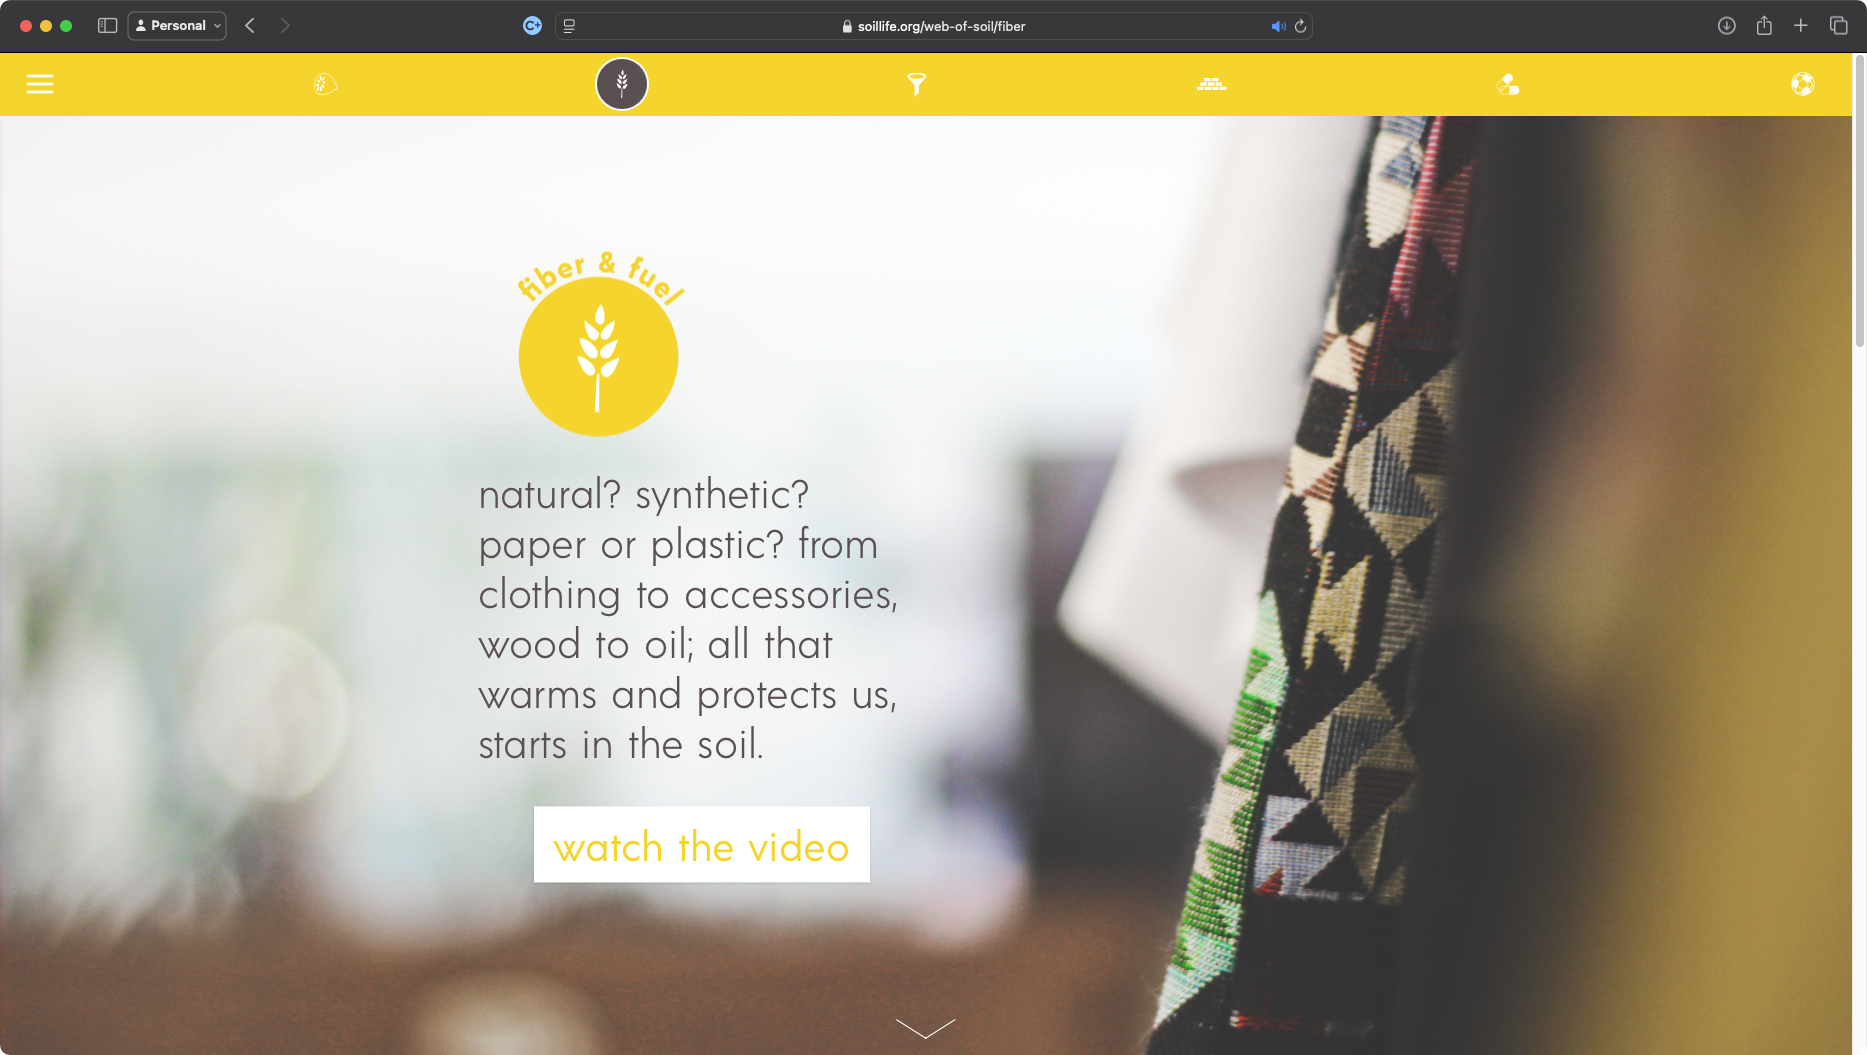 Personal
soillife.org/web-of-soil/fiber
fiber & fuel
natural? synthetic?
paper or plastic? from
clothing to accessories,
wood to oil; all that
warms and protects us,
starts in the soil.
watch the video